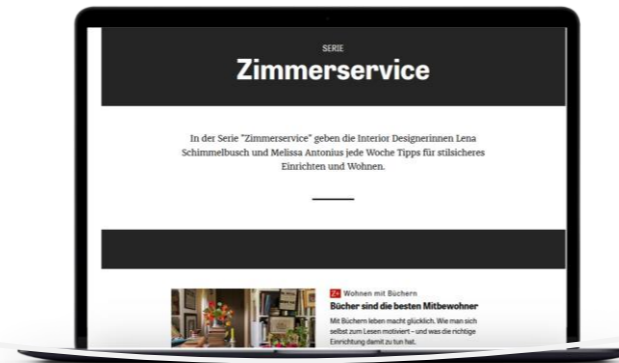 SERIE
Zimmerservice
In der Serie "Zimmerservice" geben die Interior Designerinnen Lena
Schimmelbusch und Melissa Antonius jede Woche Tipps für stilsicheres
Einrichten und Wohnen.
Z+ Wohnen mit Büchern
Bücher sind die besten Mitbewohner
Mit Büchern leben macht glücklich. Wie man sich
selbst zum Lesen motiviert – und was die richtige
Einrichtung damit zu tun hat.